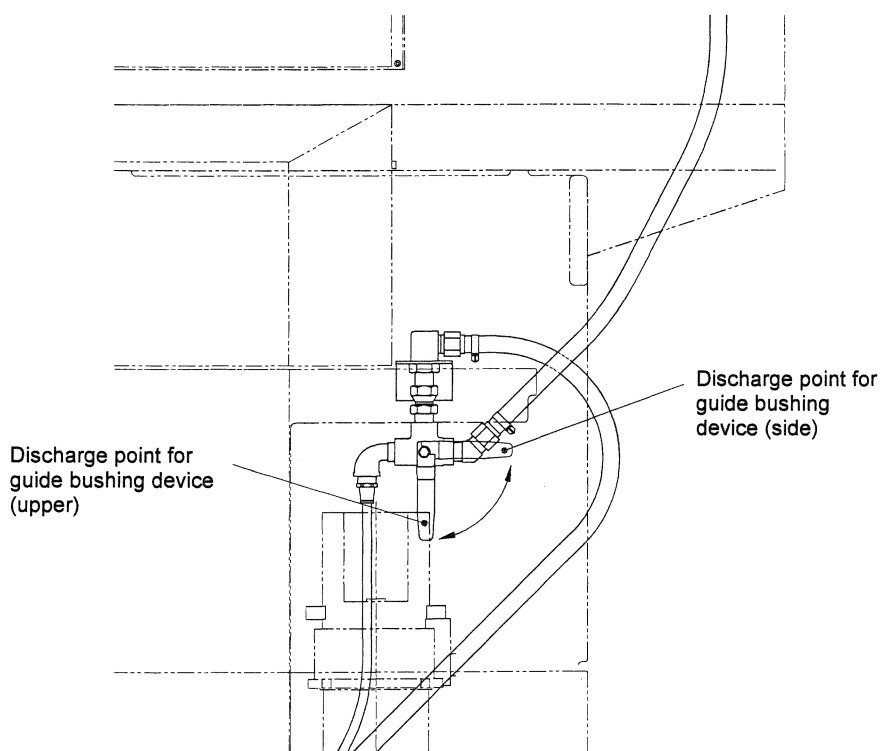 Discharge point for
guide bushing
device (side)
Discharge point for
guide bushing device
(upper)